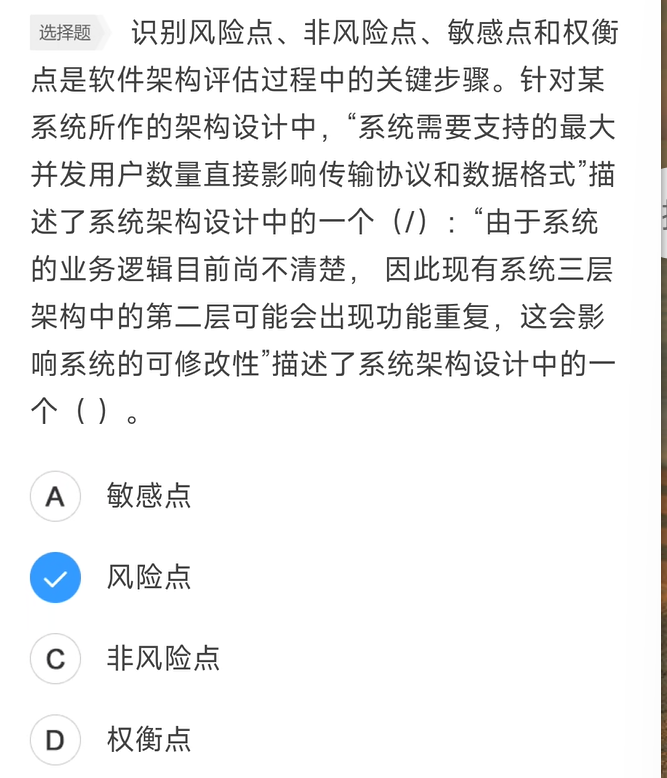 选择题 识别风险点、非风险点、敏感点和权衡
点是软件架构评估过程中的关键步骤。针对某
系统所作的架构设计中，“系统需要支持的最大
并发用户数量直接影响传输协议和数据格式”描
述了系统架构设计中的一个（/）：“由于系统
的业务逻辑目前尚不清楚， 因此现有系统三层
架构中的第二层可能会出现功能重复，这会影
响系统的可修改性”描述了系统架构设计中的一
个（ ）。
A 敏感点
风险点
C 非风险点
D 权衡点